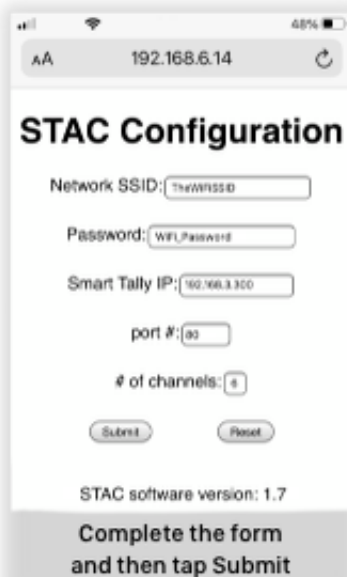 48%
AA 192.168.6.14
STAC Configuration
Network SSID: TheWiFiSSID
Password: WiFi_Password
Smart Tally IP: 192.168.3.300
port #: 80
# of channels: 6
Submit Reset
STAC software version: 1.7
Complete the form
and then tap Submit